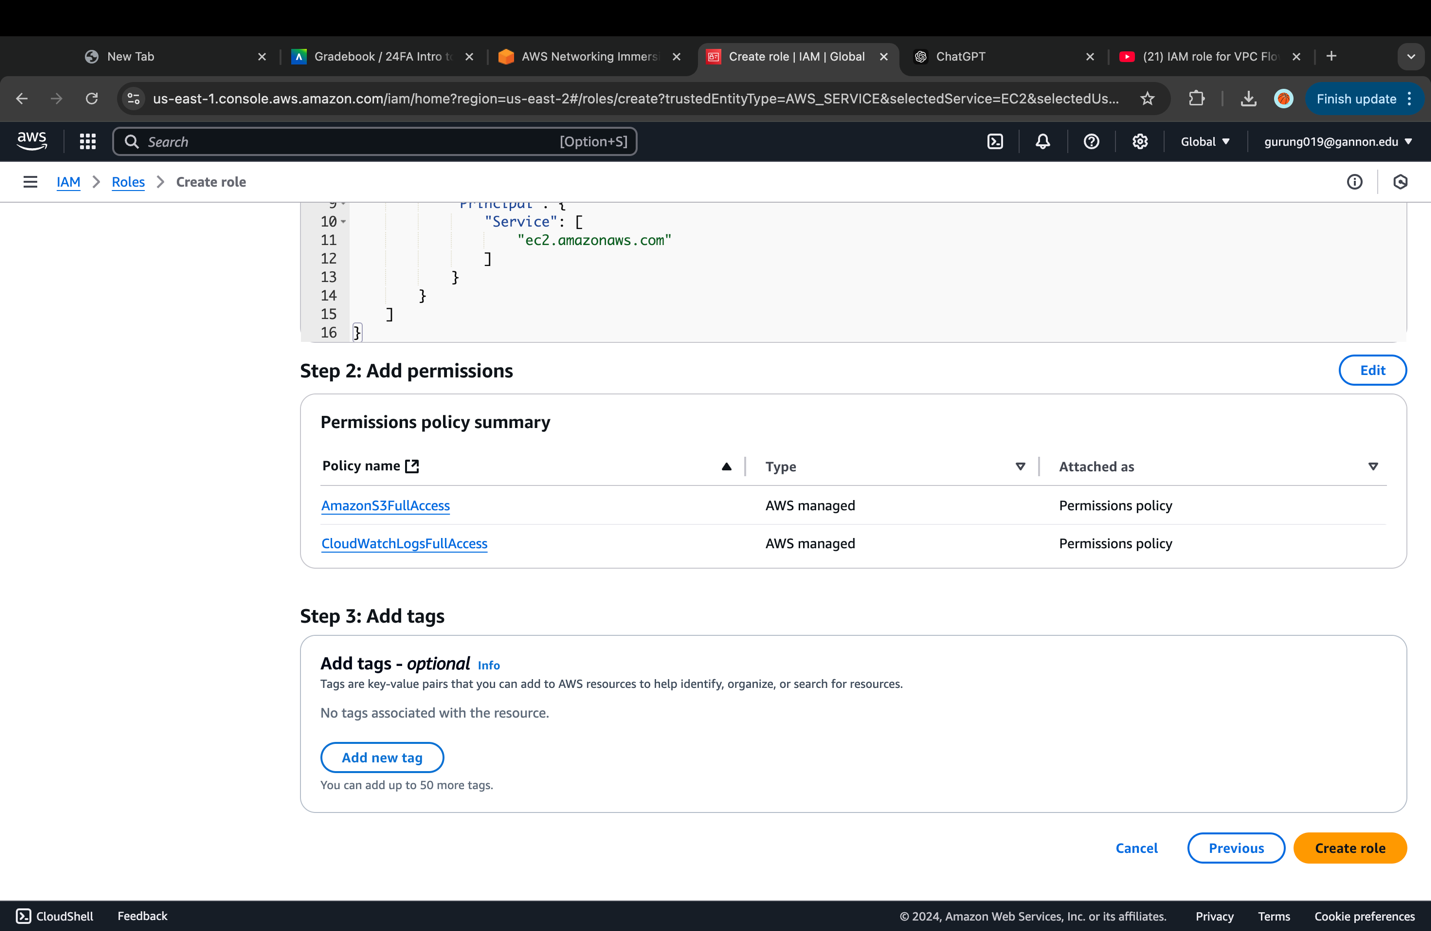 New Tab
Gradebook / 24FA Intro to
AWS Networking Immersi
Create role | IAM | Global
ChatGPT
(21) IAM role for VPC Flo
us-east-1.console.aws.amazon.com/iam/home?region=us-east-2#/roles/create?trustedEntityType=AWS_SERVICE&selectedService=EC2&selectedUs...
Finish update
aws
Search
[Option+S]
Global
gurung019@gannon.edu
IAM
Roles
Create role
9 "Principal": {
10 "Service": [
11 "ec2.amazonaws.com"
12 ]
13 }
14 }
15 ]
16 }
Step 2: Add permissions
Edit
Permissions policy summary
Policy name
Type
Attached as
AmazonS3FullAccess AWS managed Permissions policy
CloudWatchLogsFullAccess AWS managed Permissions policy
Step 3: Add tags
Add tags - optional Info
Tags are key-value pairs that you can add to AWS resources to help identify, organize, or search for resources.
No tags associated with the resource.
Add new tag
You can add up to 50 more tags.
Cancel
Previous
Create role
CloudShell
Feedback
© 2024, Amazon Web Services, Inc. or its affiliates.
Privacy
Terms
Cookie preferences